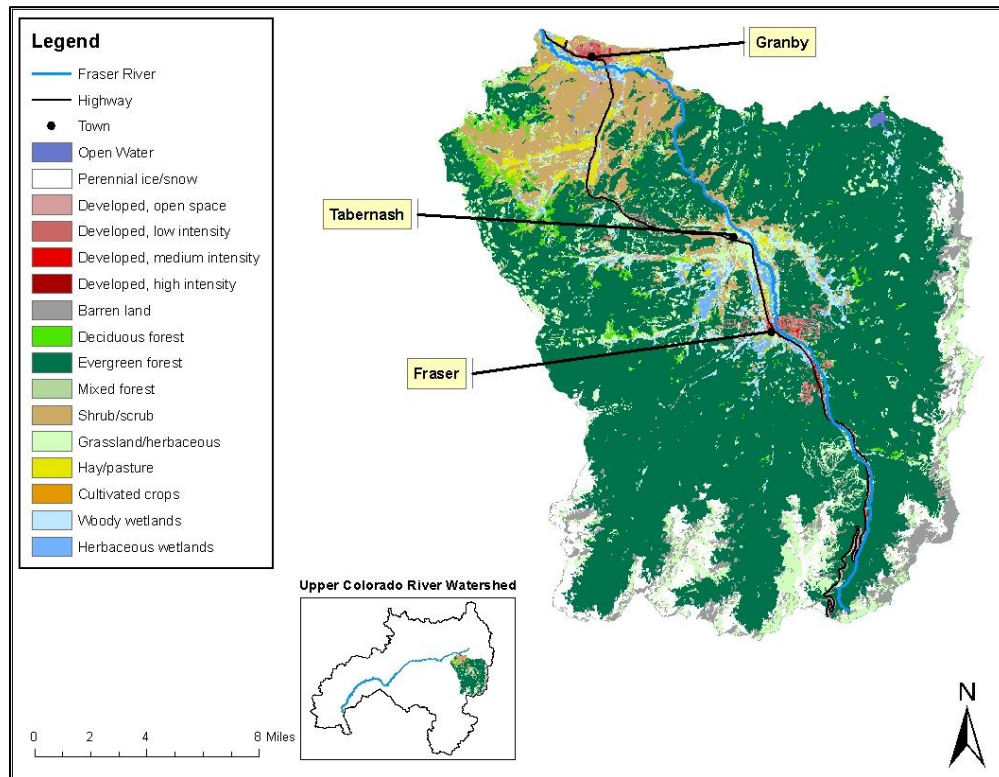 Legend
Fraser River
Highway
Town
Open Water
Perennial ice/snow
Developed, open space
Developed, low intensity
Developed, medium intensity
Developed, high intensity
Barren land
Deciduous forest
Evergreen forest
Mixed forest
Shrub/scrub
Grassland/herbaceous
Hay/pasture
Cultivated crops
Woody wetlands
Herbaceous wetlands
Granby
Tabernash
Fraser
Upper Colorado River Watershed
0 2 4 8 Miles
N